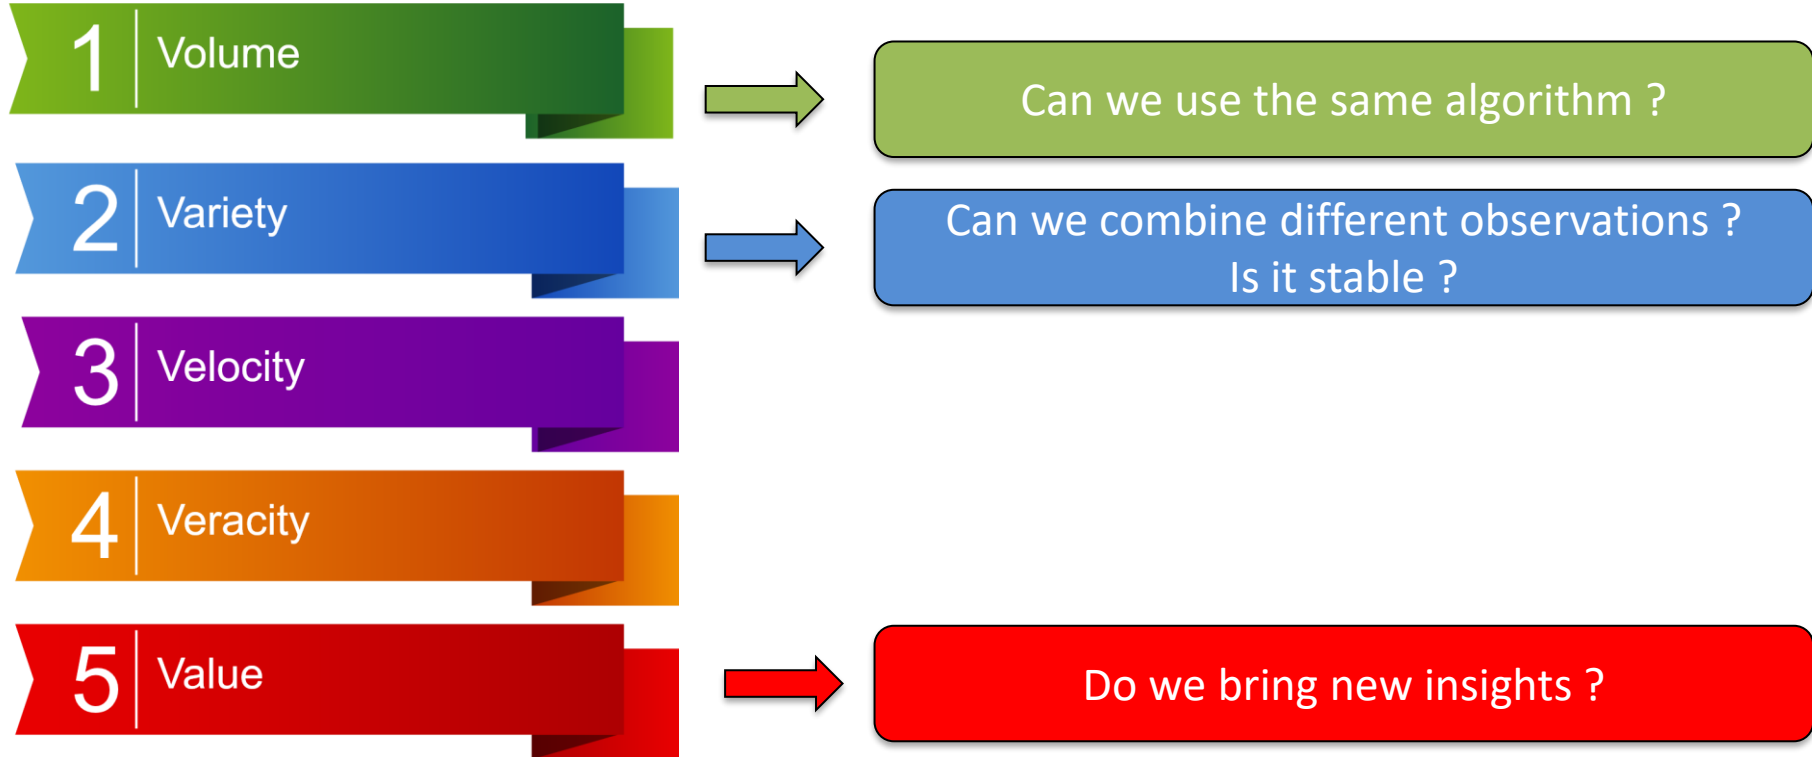 1 Volume
Can we use the same algorithm ?
2 Variety
Can we combine different observations ?
Is it stable ?
3 Velocity
4 Veracity
5 Value
Do we bring new insights ?